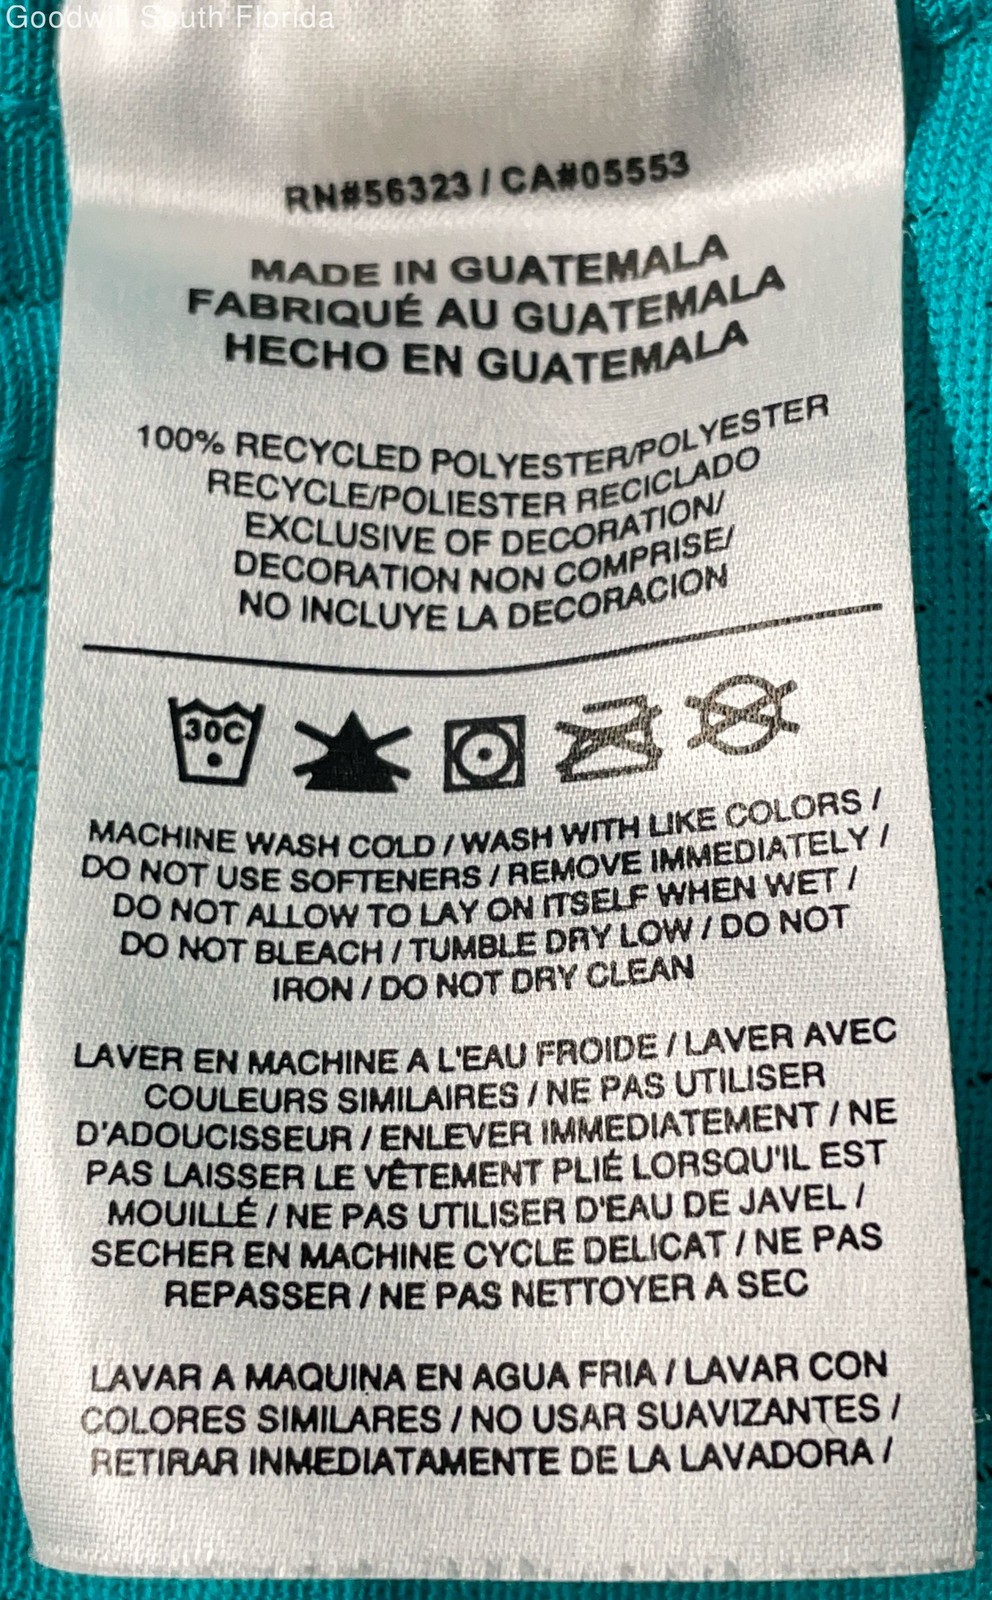 Goodwill South Florida
RN#56323 / CA#05553
MADE IN GUATEMALA
FABRIQUÉ AU GUATEMALA
HECHO EN GUATEMALA
100% RECYCLED POLYESTER/POLYESTER
RECYCLE/POLIESTER RECICLADO
EXCLUSIVE OF DECORATION/
DECORATION NON COMPRISE/
NO INCLUYE LA DECORACION
30C
MACHINE WASH COLD / WASH WITH LIKE COLORS /
DO NOT USE SOFTENERS / REMOVE IMMEDIATELY /
DO NOT ALLOW TO LAY ON ITSELF WHEN WET /
DO NOT BLEACH / TUMBLE DRY LOW / DO NOT
IRON / DO NOT DRY CLEAN
LAVER EN MACHINE A L'EAU FROIDE / LAVER AVEC
COULEURS SIMILAIRES / NE PAS UTILISER
D'ADOUCISSEUR / ENLEVER IMMEDIATEMENT / NE
PAS LAISSER LE VÊTEMENT PLIÉ LORSQU'IL EST
MOUILLÉ / NE PAS UTILISER D'EAU DE JAVEL /
SECHER EN MACHINE CYCLE DELICAT / NE PAS
REPASSER / NE PAS NETTOYER A SEC
LAVAR A MAQUINA EN AGUA FRIA / LAVAR CON
COLORES SIMILARES / NO USAR SUAVIZANTES /
RETIRAR INMEDIATAMENTE DE LA LAVADORA /